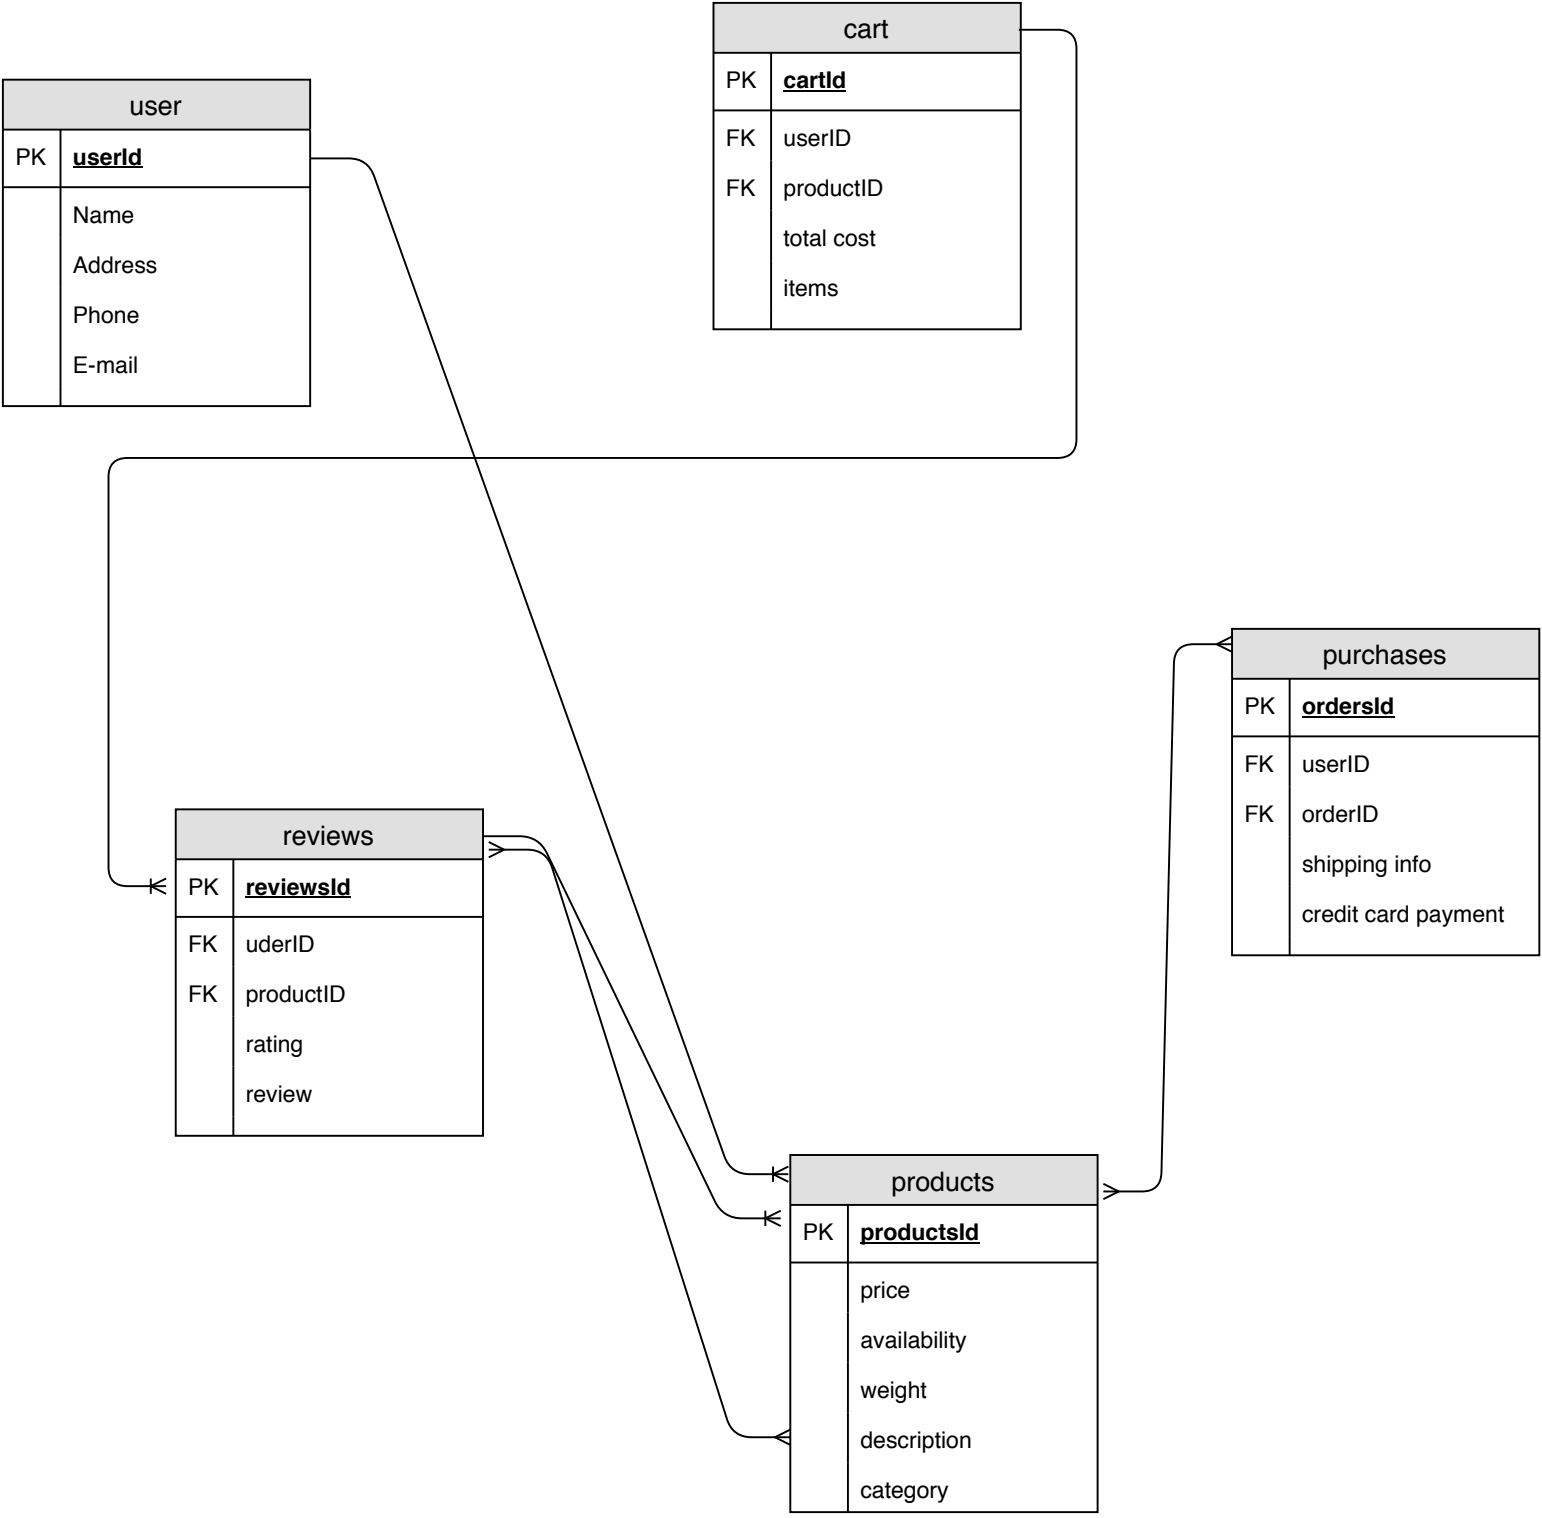 cart
PK cartId
FK userID
FK productID
total cost
items
user
PK userId
Name
Address
Phone
E-mail
purchases
PK ordersId
FK userID
FK orderID
shipping info
credit card payment
reviews
PK reviewsId
FK uderID
FK productID
rating
review
products
PK productsId
price
availability
weight
description
category